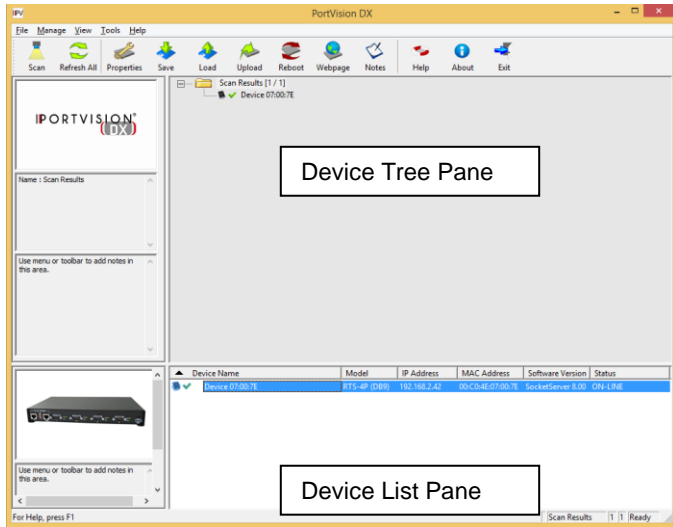 IPV PortVision DX
File Manage View Tools Help
Scan Refresh All Properties Save Load Upload Reboot Webpage Notes Help About Exit
PORTVISION
DX
Scan Results [1 / 1]
Device 07:00:7E
Device Tree Pane
Name : Scan Results
Use menu or toolbar to add notes in
this area.
Device Name Model IP Address MAC Address Software Version Status
Device 07:00:7E RTS-4P (DB9) 192.168.2.42 00:C0:4E:07:00:7E SocketServer 8.00 ON-LINE
Use menu or toolbar to add notes in
this area.
Device List Pane
For Help, press F1 Scan Results 1 1 Ready